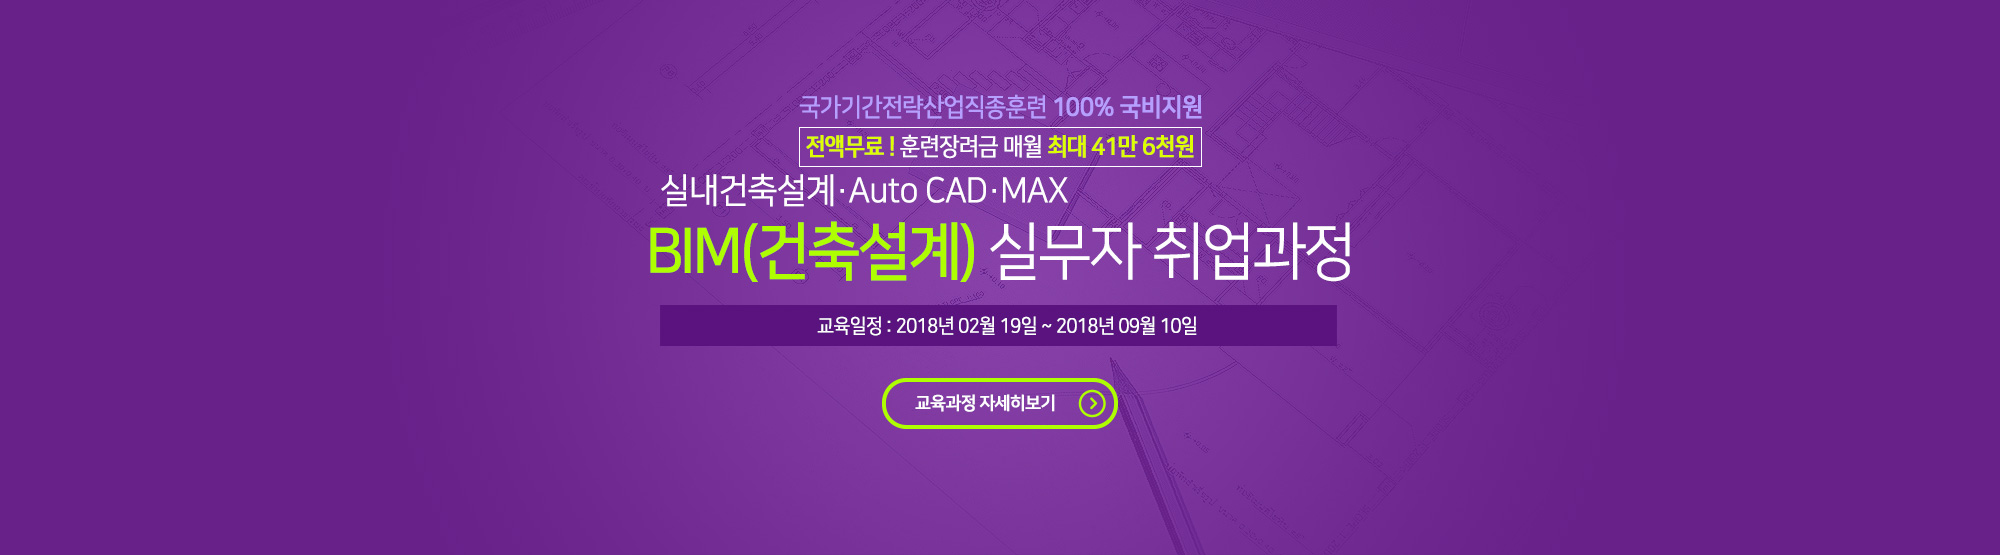 국가기간전략산업직종훈련 100% 국비지원
전액무료 ! 훈련장려금 매월 최대 41만 6천원
실내건축설계·Auto CAD·MAX
BIM(건축설계) 실무자 취업과정
교육일정 : 2018년 02월 19일 ~ 2018년 09월 10일
교육과정 자세히보기